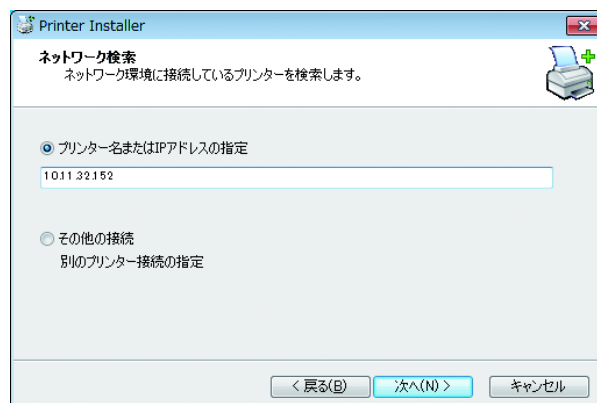 Printer Installer
ネットワーク検索
ネットワーク環境に接続しているプリンターを検索します。
プリンター名またはIPアドレスの指定
10.11.32.152
その他の接続
別のプリンター接続の指定
< 戻る(B)
次へ(N) >
キャンセル